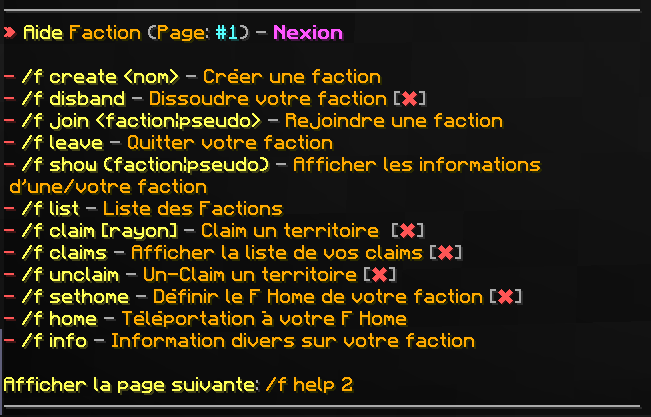 » Aide Faction (Page: #1) - Nexion
- /f create <nom> - Créer une faction
- /f disband - Dissoudre votre faction [✖]
- /f join <faction¦pseudo> - Rejoindre une faction
- /f leave - Quitter votre faction
- /f show (faction¦pseudo) - Afficher les informations
d'une/votre faction
- /f list - Liste des Factions
- /f claim [rayon] - Claim un territoire [✖]
- /f claims - Afficher la liste de vos claims [✖]
- /f unclaim - Un-Claim un territoire [✖]
- /f sethome - Définir le F Home de votre faction [✖]
- /f home - Téléportation à votre F Home
- /f info - Information divers sur votre faction
Afficher la page suivante: /f help 2